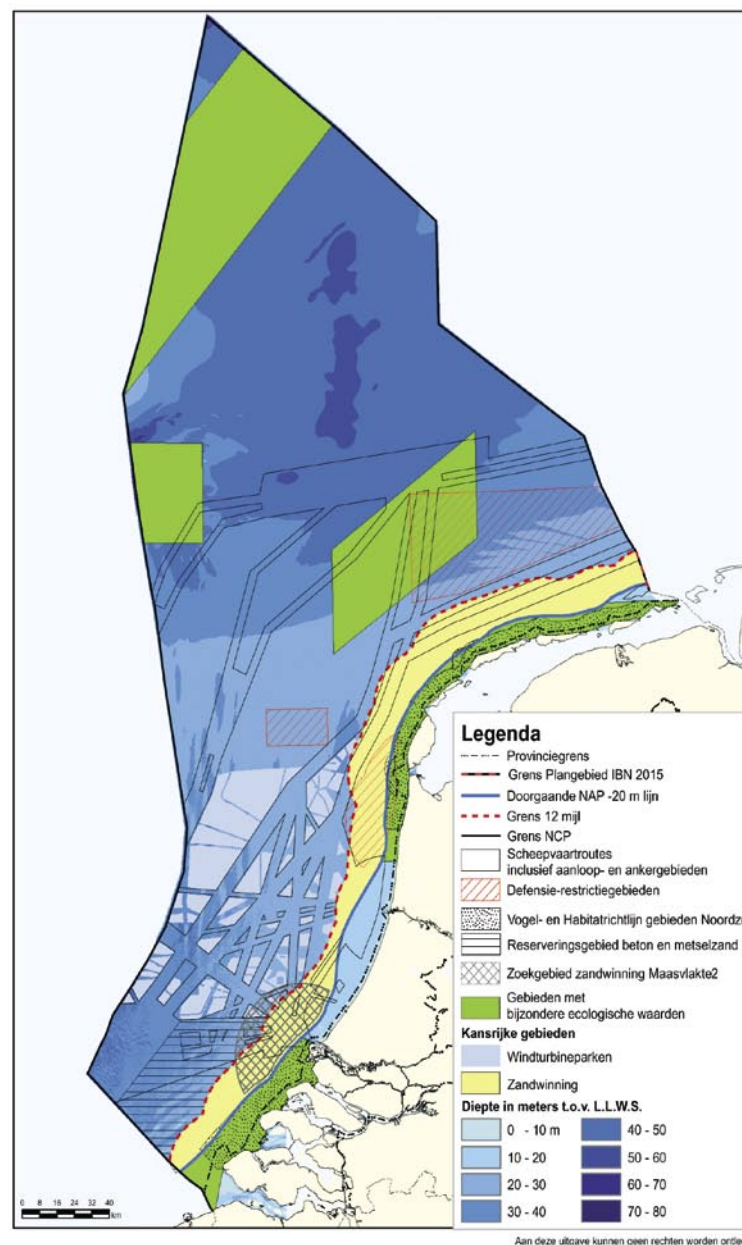 Legenda
Provinciegrens
Grens Plangebied IBN 2015
Doorgaande NAP -20 m lijn
Grens 12 mijl
Grens NCP
Scheepvaartroutes
inclusief aanloop- en ankergebieden
Defensie-restrictiegebieden
Vogel- en Habitatrichtlijn gebieden Noordz
Reserveringsgebied beton en metselzand
Zoekgebied zandwinning Maasvlakte2
Gebieden met
bijzondere ecologische waarden
Kansrijke gebieden
Windturbineparken
Zandwinning
Diepte in meters t.o.v. L.L.W.S.
0 - 10 m 40 - 50
10 - 20 50 - 60
20 - 30 60 - 70
30 - 40 70 - 80
0 8 16 24 32 40
km
Aan deze uitgave kunnen geen rechten worden ontle